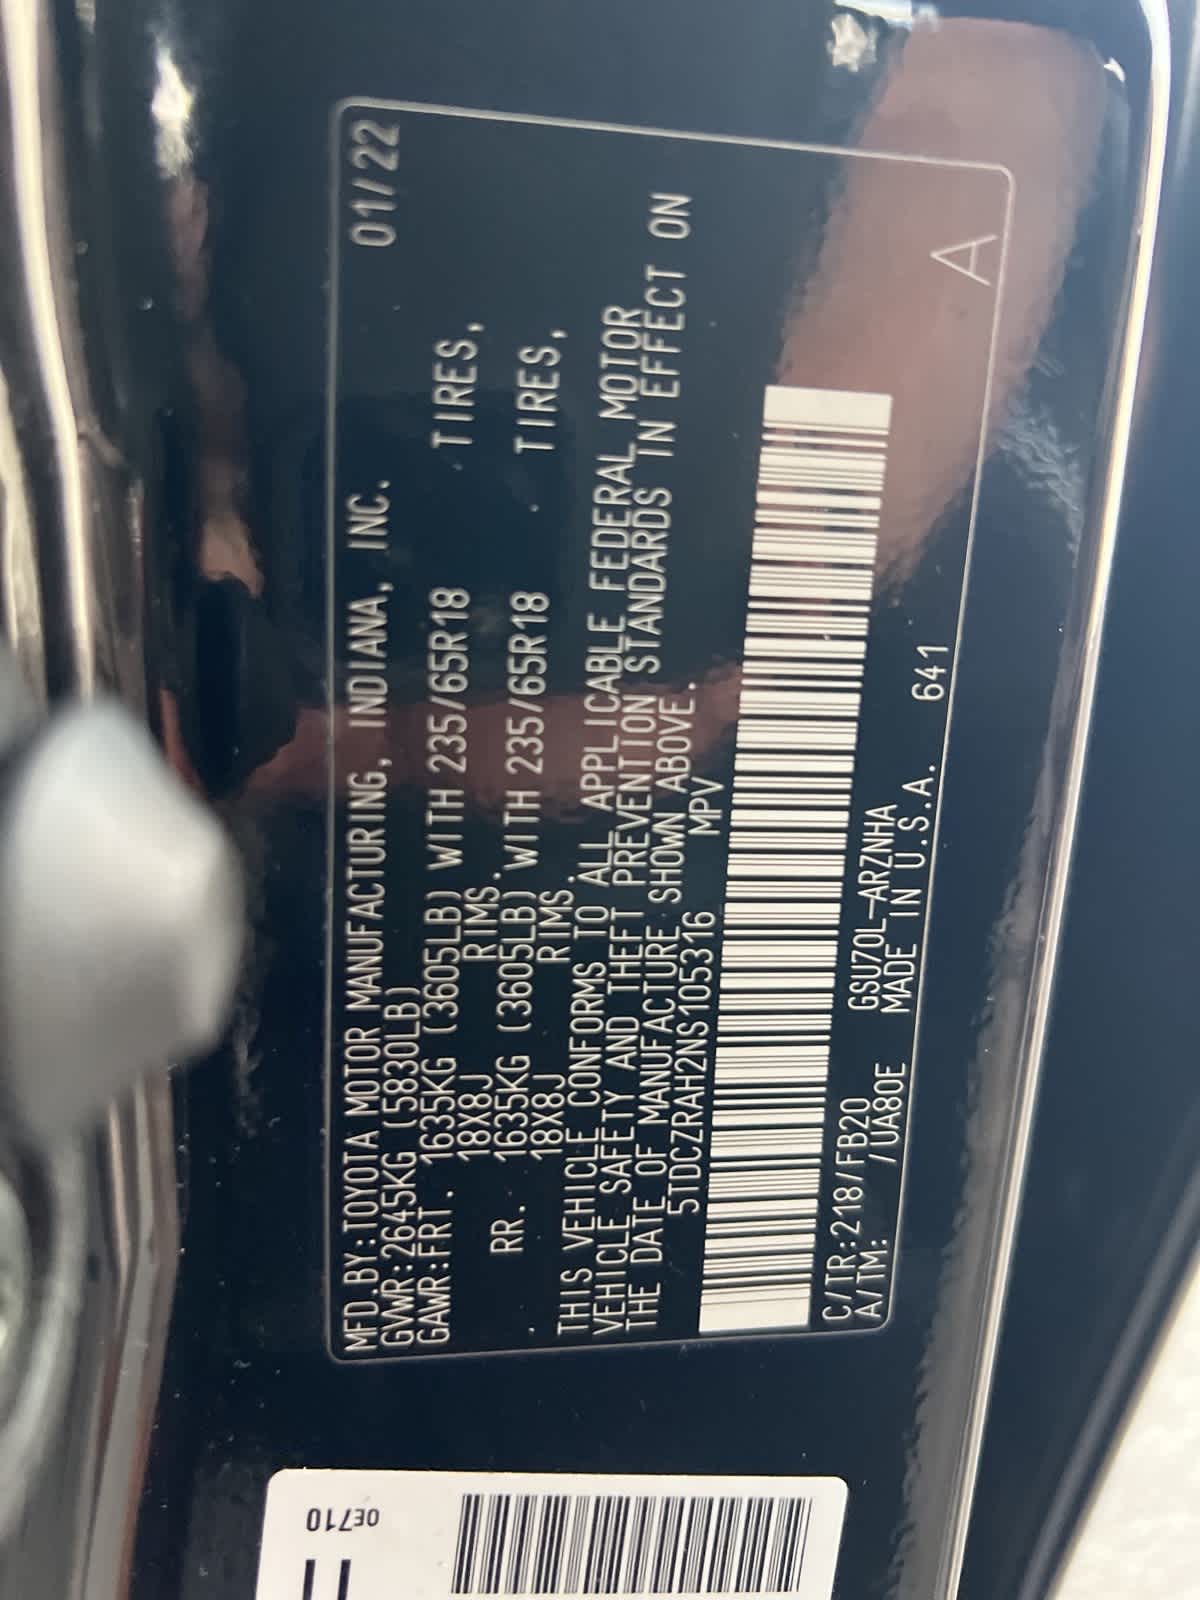 MFD.BY:TOYOTA MOTOR MANUFACTURING, INDIANA, INC. 01/22
GVWR:2645KG (5830LB)
GAWR:FRT. 1635KG (3605LB) WITH 235/65R18 TIRES,
18X8J RIMS.
RR. 1635KG (3605LB) WITH 235/65R18 . TIRES,
. 18X8J RIMS.
THIS VEHICLE CONFORMS TO ALL APPLICABLE FEDERAL MOTOR
VEHICLE SAFETY AND THEFT PREVENTION STANDARDS IN EFFECT ON
THE DATE OF MANUFACTURE SHOWN ABOVE.
5TDCZRAH2NS105316 MPV
C/TR:218/FB20 GSU70L-ARZNHA
A/TM: /UA80E MADE IN U.S.A. 641 A
0E710